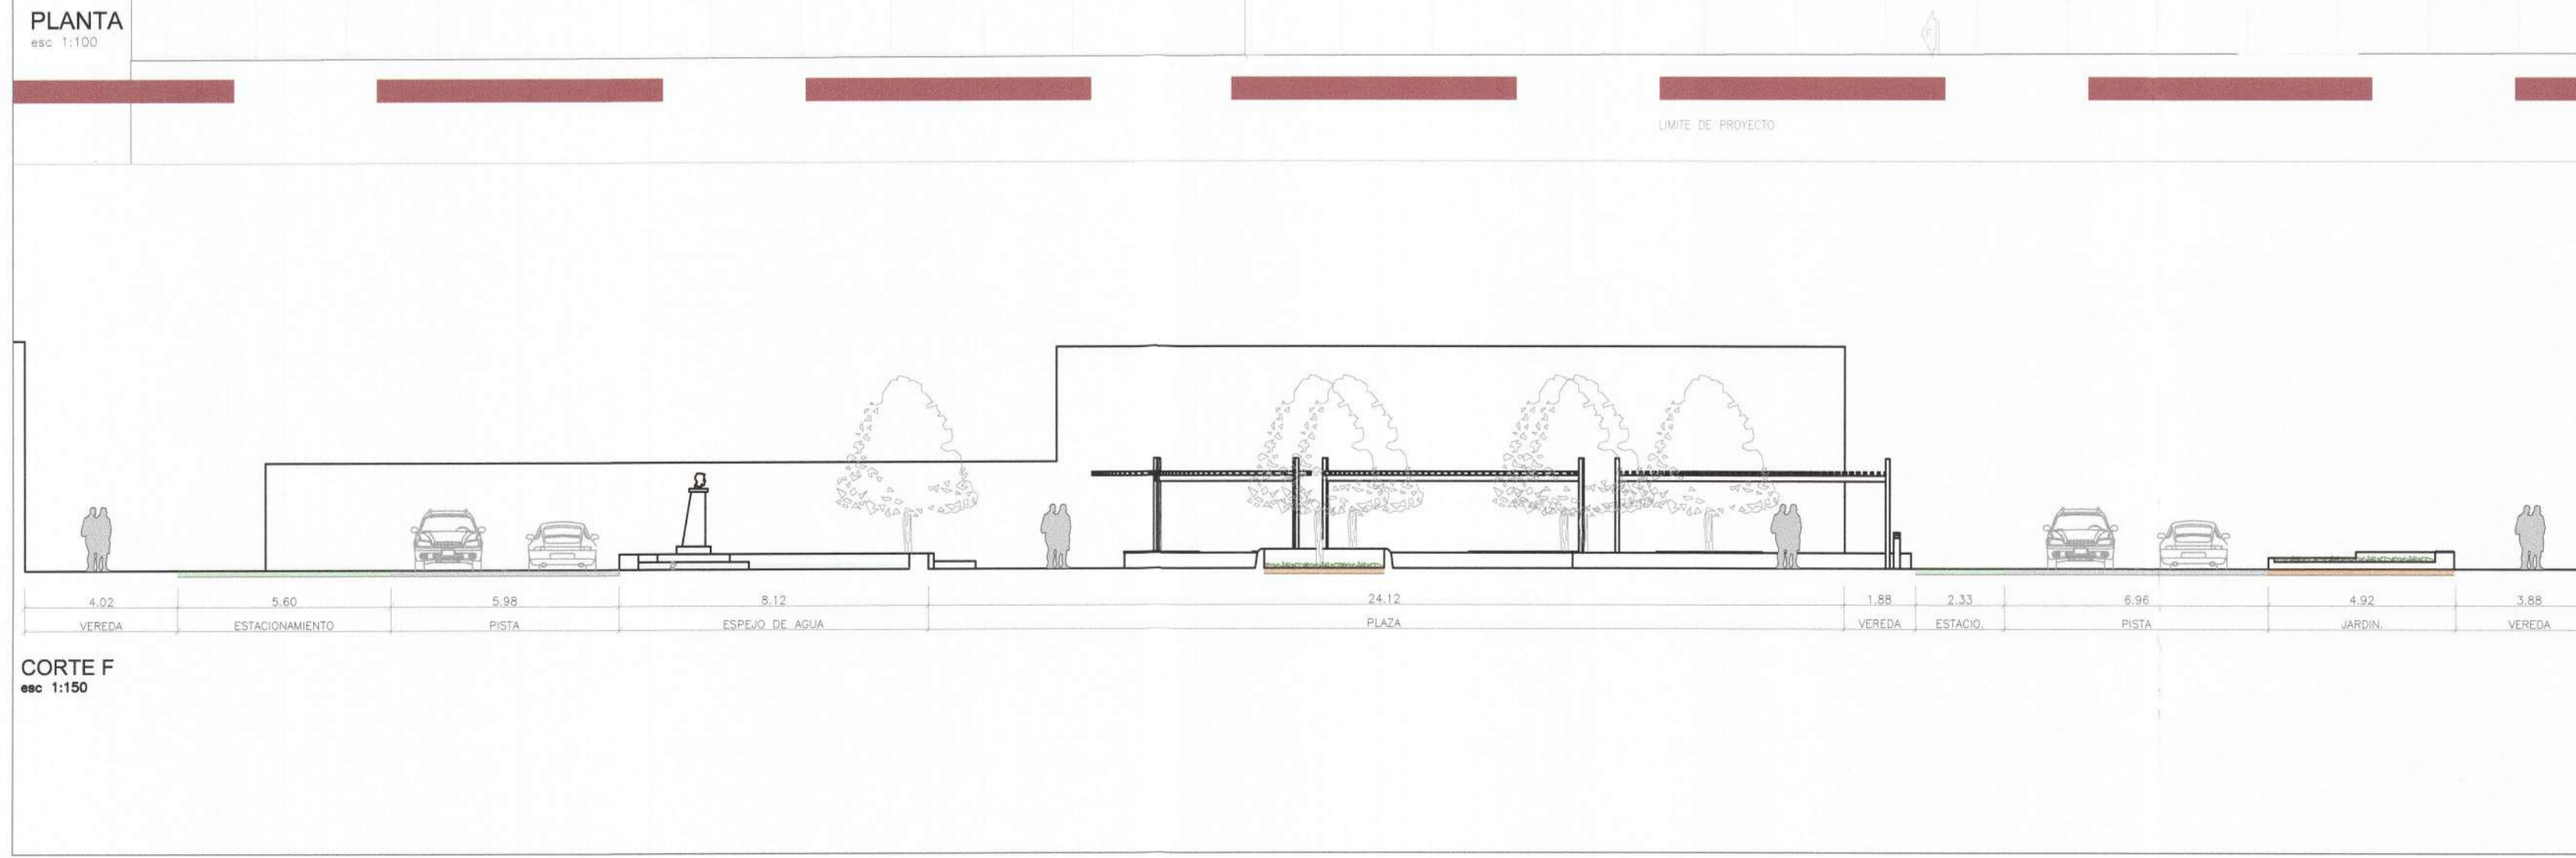 PLANTA
esc 1:100
F
LIMITE DE PROYECTO
4.02 5.60 5.98 8.12 24.12 1.88 2.33 6.96 4.92 3.88
VEREDA ESTACIONAMIENTO PISTA ESPEJO DE AGUA PLAZA VEREDA ESTACIO. PISTA JARDIN. VEREDA
CORTE F
esc 1:150